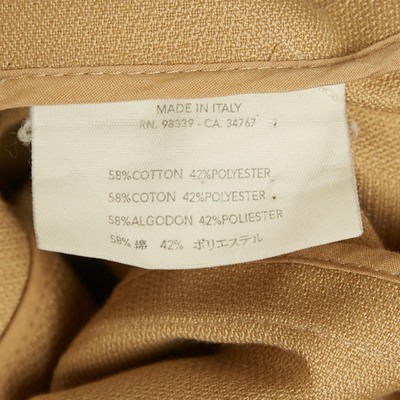 MADE IN ITALY
RN. 98339 - CA. 34767
58%COTTON 42%POLYESTER
58%COTON 42%POLYESTER
58%ALGODON 42%POLIESTER
58% 綿 42% ポリエステル